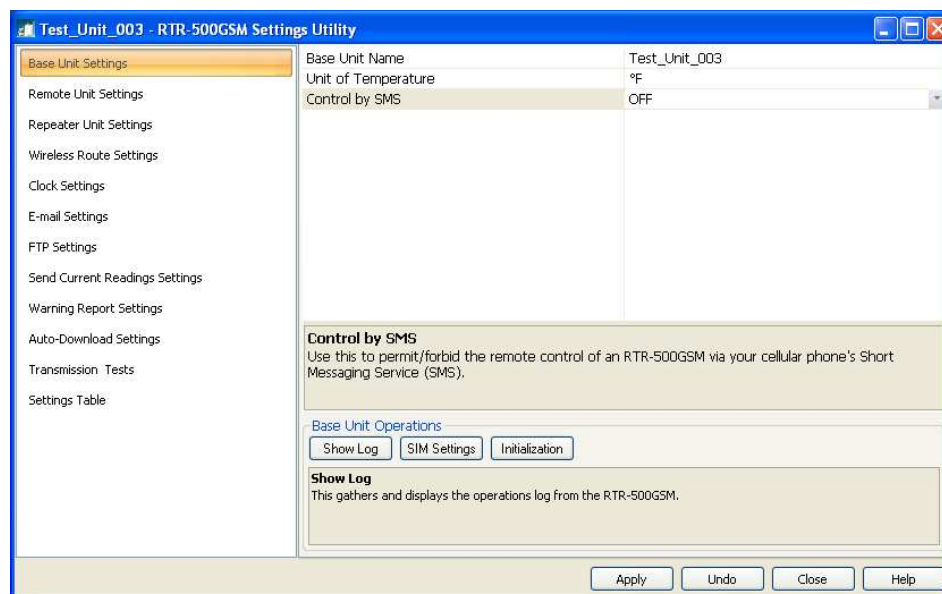 Test_Unit_003 - RTR-500GSM Settings Utility
Base Unit Settings
Remote Unit Settings
Repeater Unit Settings
Wireless Route Settings
Clock Settings
E-mail Settings
FTP Settings
Send Current Readings Settings
Warning Report Settings
Auto-Download Settings
Transmission Tests
Settings Table
Base Unit Name Test_Unit_003
Unit of Temperature °F
Control by SMS OFF
Control by SMS
Use this to permit/forbid the remote control of an RTR-500GSM via your cellular phone's Short
Messaging Service (SMS).
Base Unit Operations
Show Log SIM Settings Initialization
Show Log
This gathers and displays the operations log from the RTR-500GSM.
Apply Undo Close Help